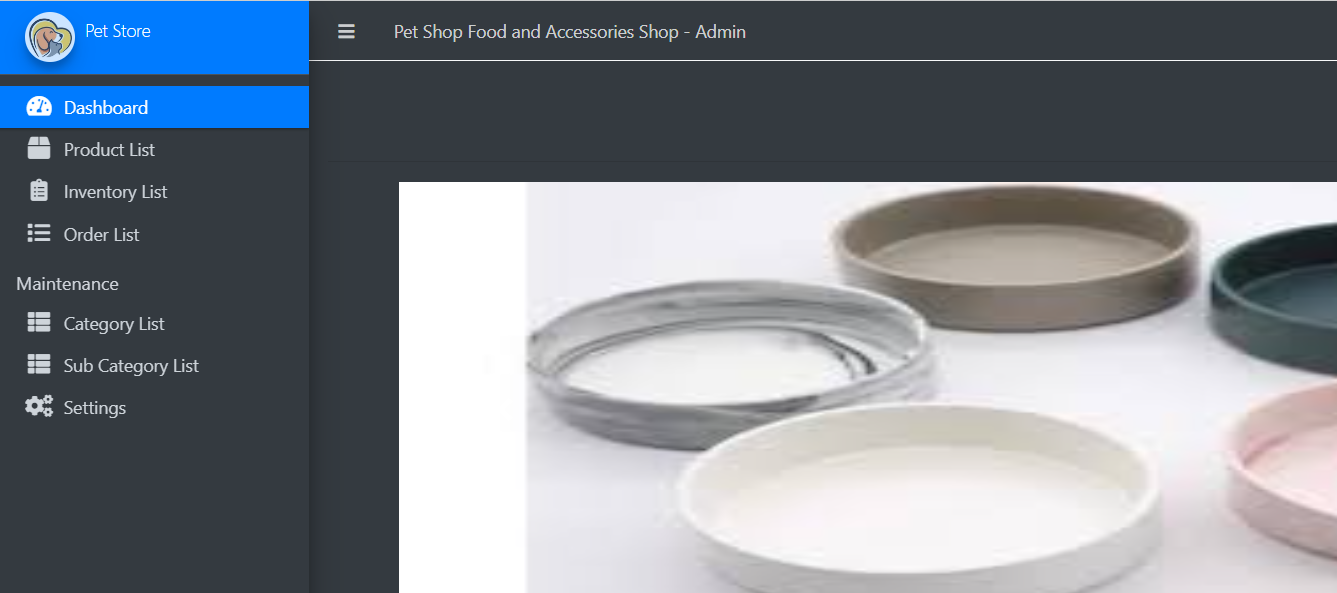 Pet Store
Pet Shop Food and Accessories Shop - Admin
Dashboard
Product List
Inventory List
Order List
Maintenance
Category List
Sub Category List
Settings